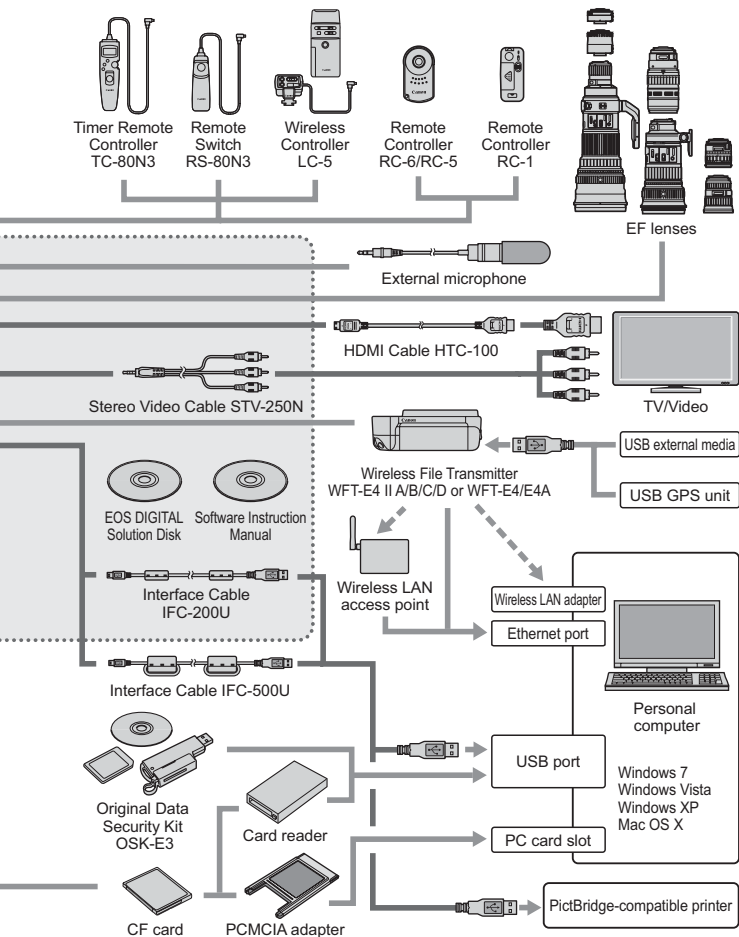 Timer Remote
Controller
TC-80N3
Remote
Switch
RS-80N3
Wireless
Controller
LC-5
Canon
Remote
Controller
RC-6/RC-5
Remote
Controller
RC-1
EF lenses
External microphone
HDMI Cable HTC-100
Stereo Video Cable STV-250N
TV/Video
Canon
Wireless File Transmitter
WFT-E4 II A/B/C/D or WFT-E4/E4A
USB external media
USB GPS unit
EOS DIGITAL
Solution Disk
Software Instruction
Manual
Wireless LAN
access point
Interface Cable
IFC-200U
Wireless LAN adapter
Ethernet port
Interface Cable IFC-500U
Personal
computer
USB port
Windows 7
Windows Vista
Windows XP
Mac OS X
Original Data
Security Kit
OSK-E3
Card reader
PC card slot
CF card
PCMCIA adapter
PictBridge-compatible printer